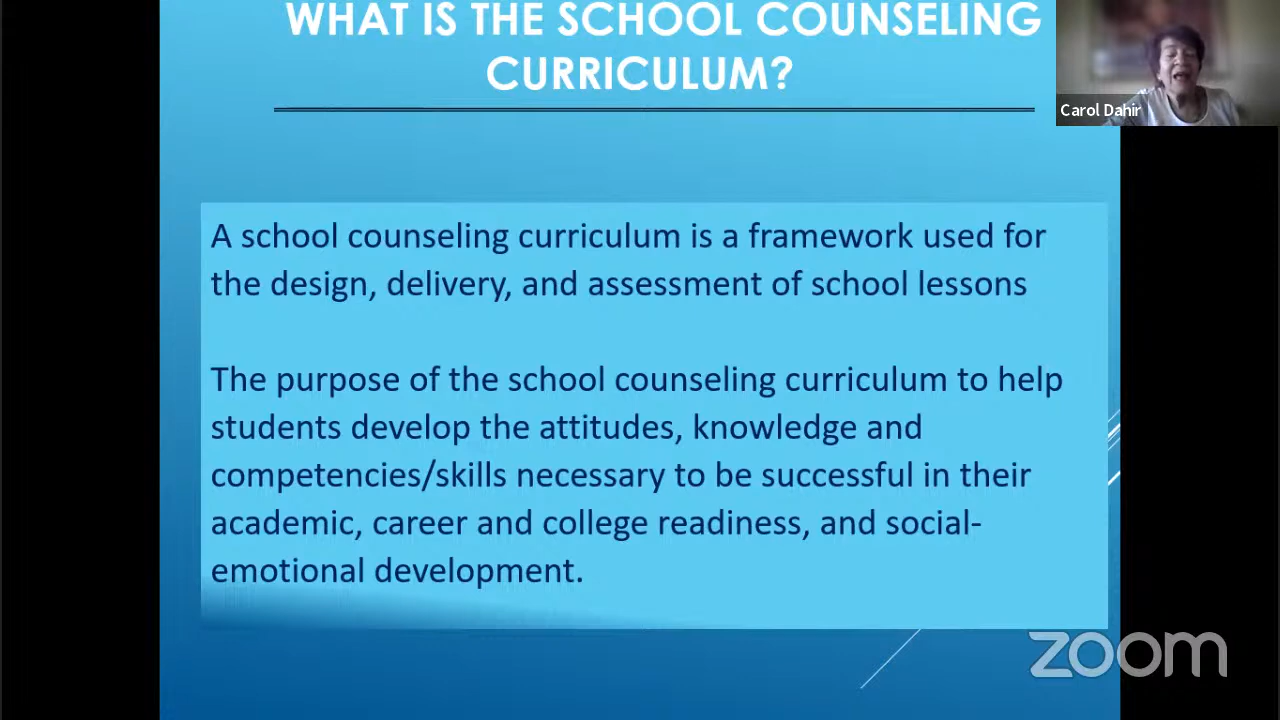 WHAT IS THE SCHOOL COUNSELING
CURRICULUM?
Carol Dahir
A school counseling curriculum is a framework used for
the design, delivery, and assessment of school lessons
The purpose of the school counseling curriculum to help
students develop the attitudes, knowledge and
competencies/skills necessary to be successful in their
academic, career and college readiness, and social-
emotional development.
zoom